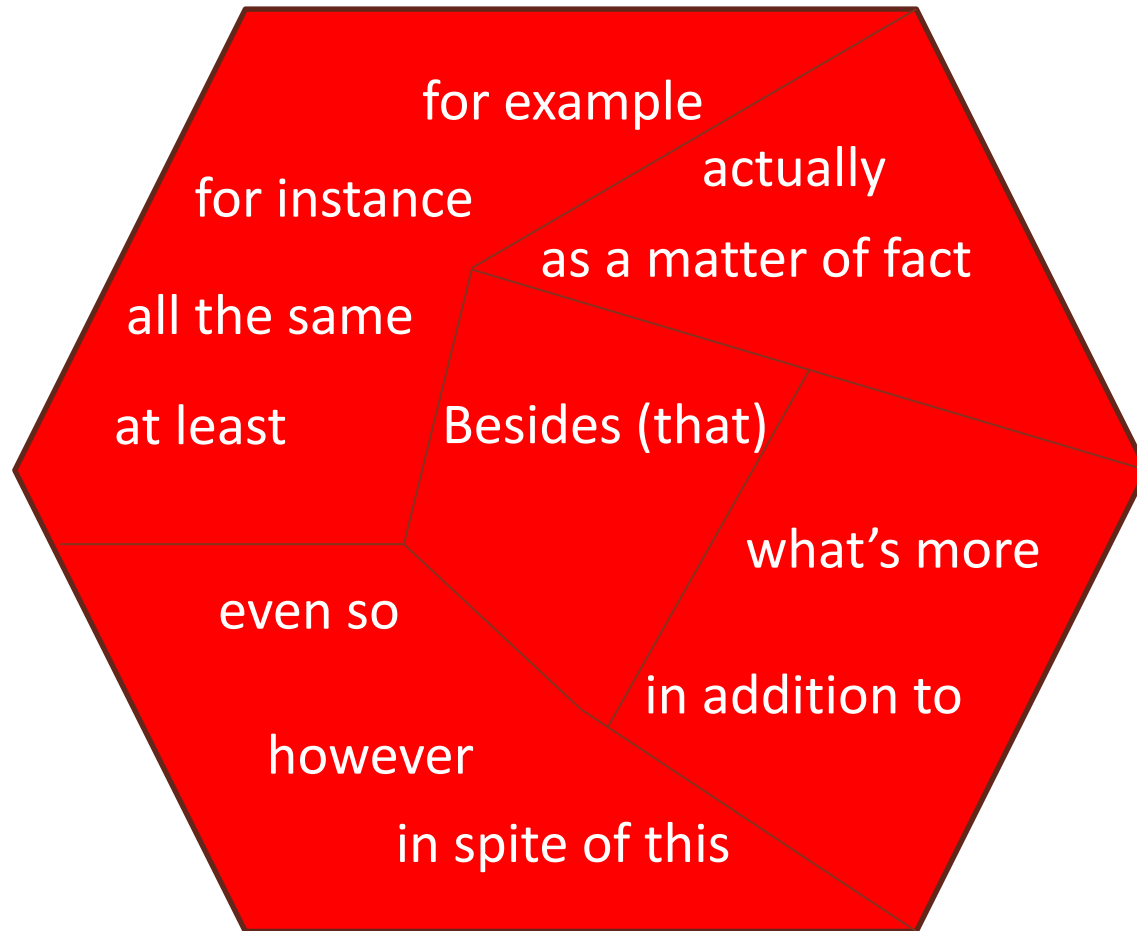 for example
actually
for instance
as a matter of fact
all the same
at least
Besides (that)
what’s more
even so
in addition to
however
in spite of this